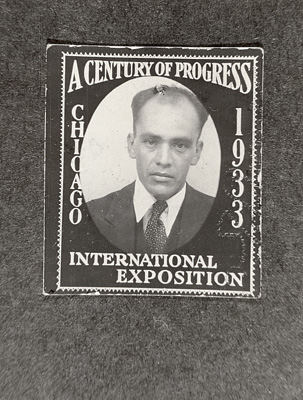 A CENTURY OF PROGRESS
CHICAGO
1933
INTERNATIONAL
EXPOSITION